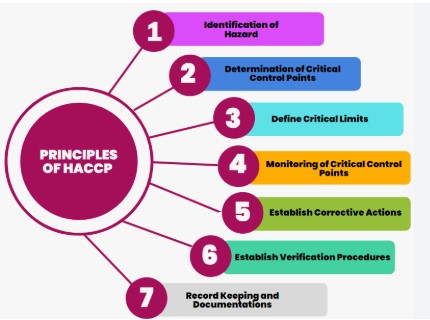 PRINCIPLES
OF HACCP
1
Identification of
Hazard
2
Determination of Critical
Control Points
3
Define Critical Limits
4
Monitoring of Critical Control
Points
5
Establish Corrective Actions
6
Establish Verification Procedures
7
Record Keeping and
Documentations